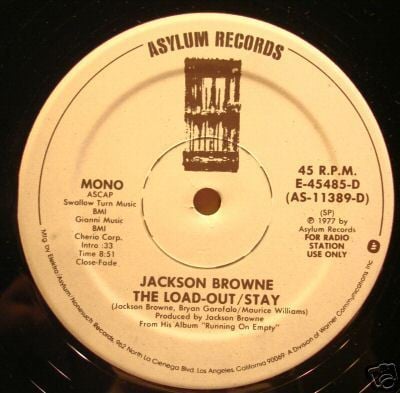 ASYLUM RECORDS
MONO
ASCAP
Swallow Turn Music
BMI
Gianni Music
BMI
Cherio Corp.
Intro :33
Time 8:51
Close-Fade
45 R.P.M.
E-45485-D
(AS-11389-D)
(SP)
℗ 1977 by
Asylum Records
FOR RADIO
STATION
USE ONLY
JACKSON BROWNE
THE LOAD-OUT/STAY
(Jackson Browne, Bryan Garofalo/Maurice Williams)
Produced by Jackson Browne
From His Album "Running On Empty"
Mfg. by Elektra/Asylum/Nonesuch Records, 962 North La Cienega Blvd. Los Angeles, California 90069 · A Division of Warner Communications Inc.